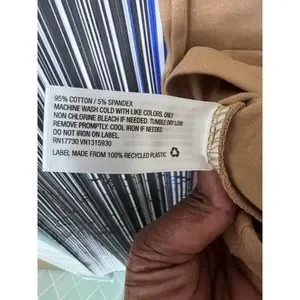 95% COTTON / 5% SPANDEX
MACHINE WASH COLD WITH LIKE COLORS. ONLY
NON CHLORINE BLEACH IF NEEDED. TUMBLE DRY LOW.
REMOVE PROMPTLY. COOL IRON IF NEEDED.
DO NOT IRON ON LABEL.
RN17730 VN1315930
LABEL MADE FROM 100% RECYCLED PLASTIC